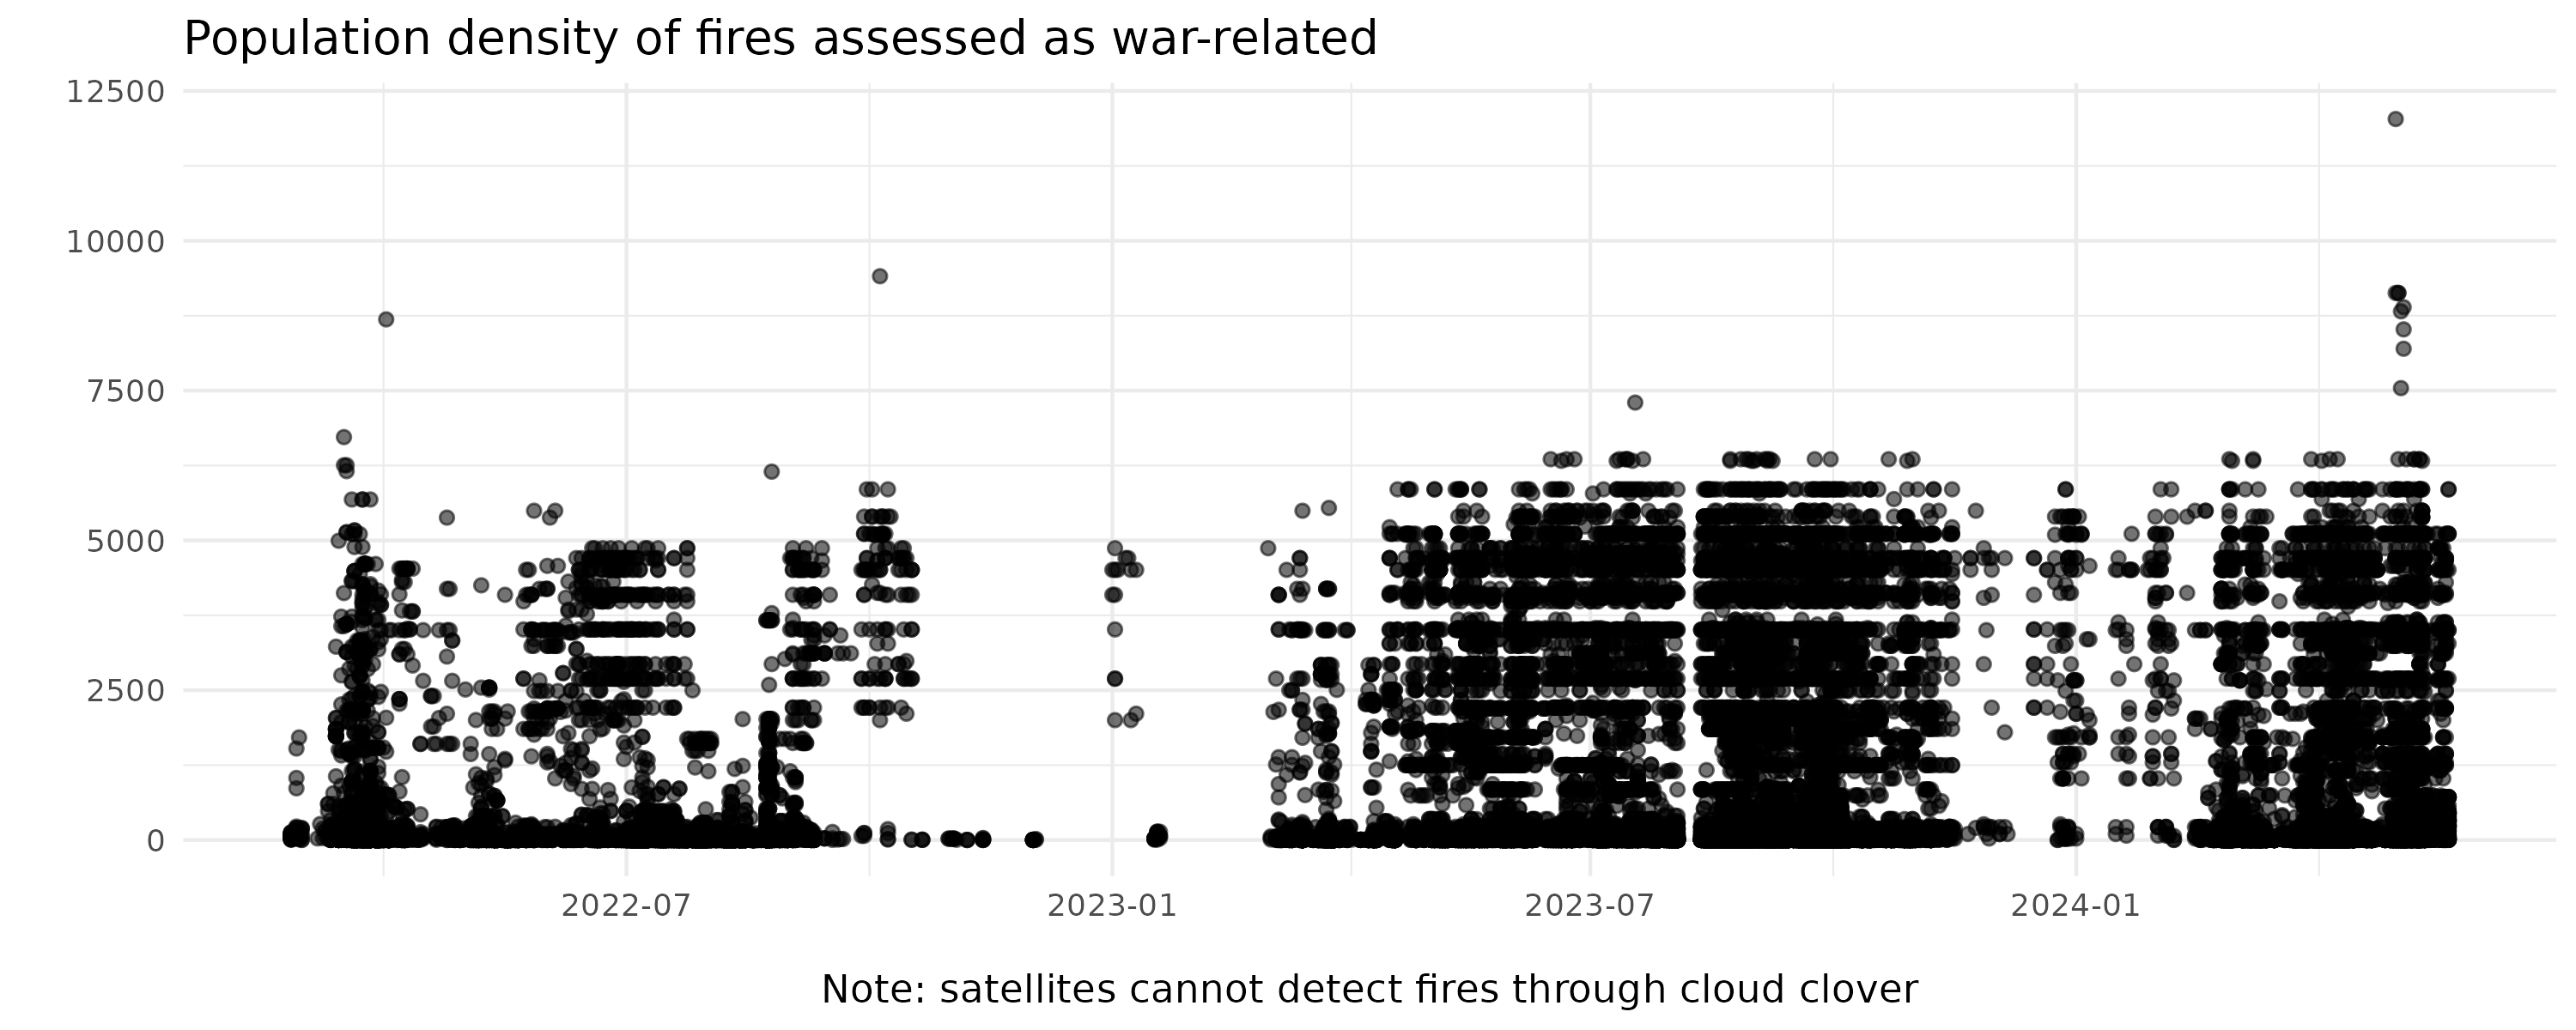 Population density of fires assessed as war-related
12500
10000
7500
5000
2500
0
2022-07 2023-01 2023-07 2024-01
Note: satellites cannot detect fires through cloud clover